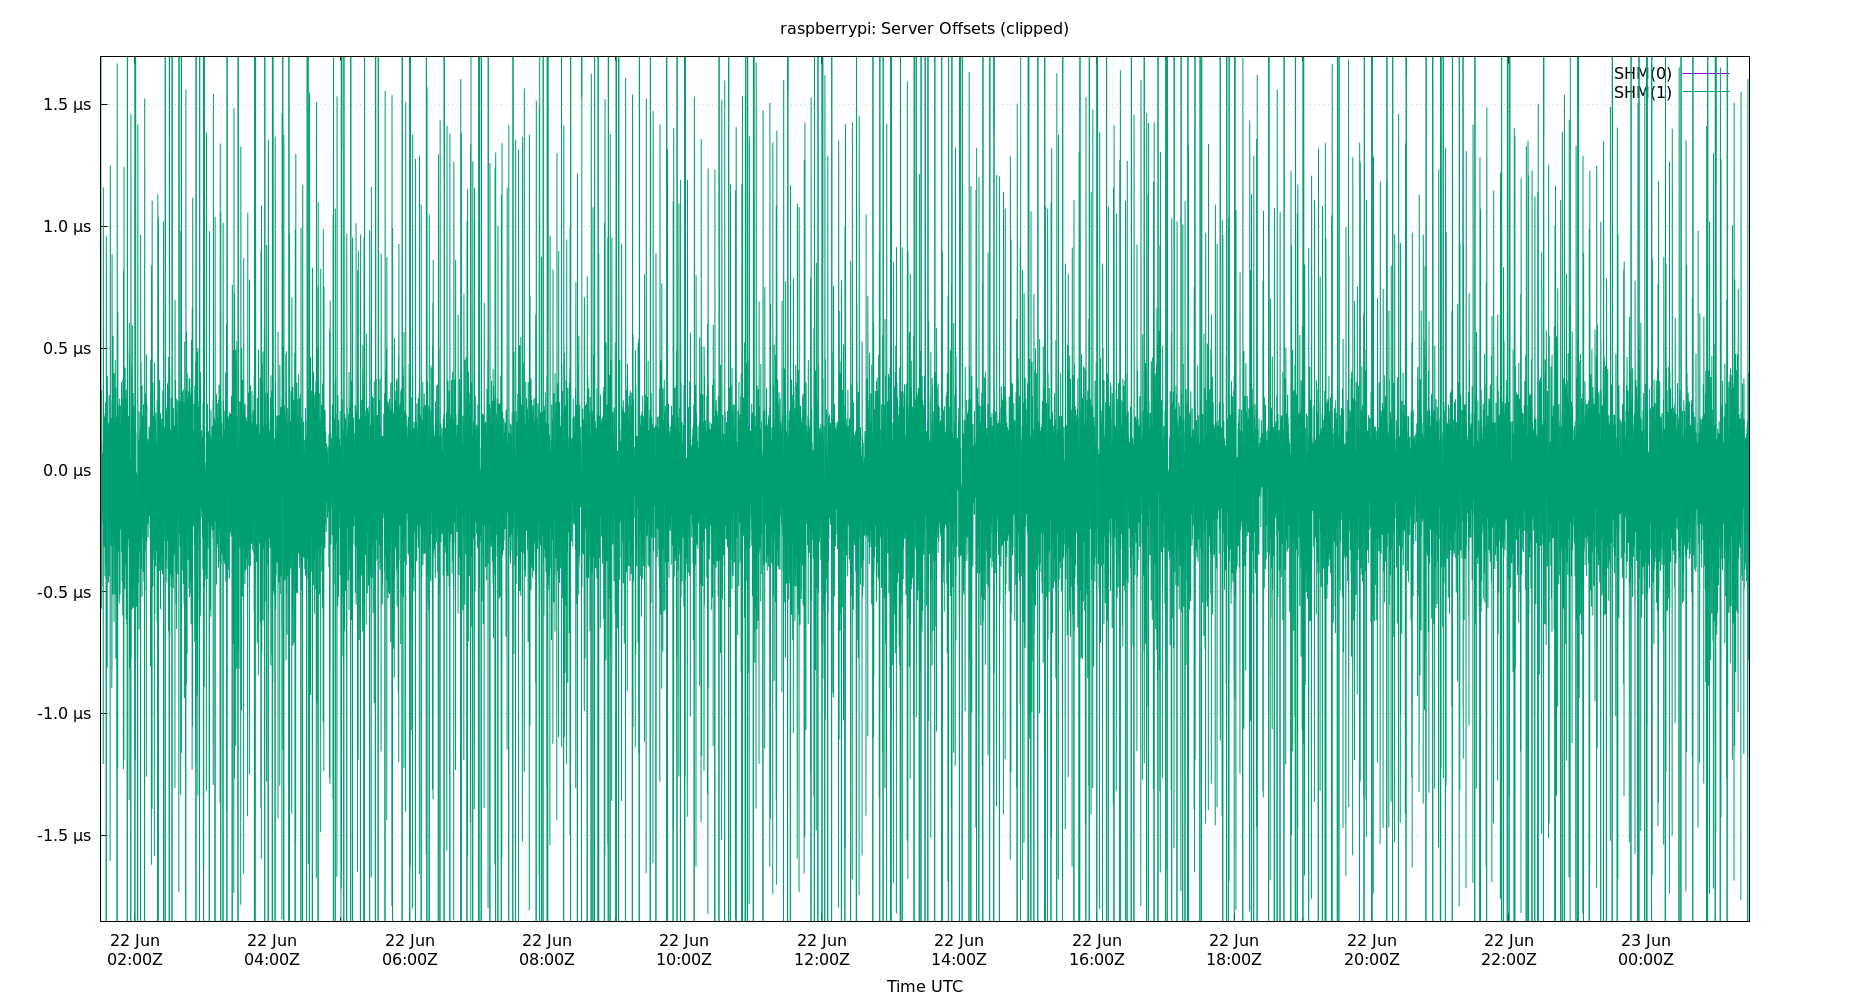 raspberrypi: Server Offsets (clipped)
SHM(0)
SHM(1)
1.5 µs
1.0 µs
0.5 µs
0.0 µs
-0.5 µs
-1.0 µs
-1.5 µs
22 Jun 22 Jun 22 Jun 22 Jun 22 Jun 22 Jun 22 Jun 22 Jun 22 Jun 22 Jun 22 Jun 23 Jun
02:00Z 04:00Z 06:00Z 08:00Z 10:00Z 12:00Z 14:00Z 16:00Z 18:00Z 20:00Z 22:00Z 00:00Z
Time UTC